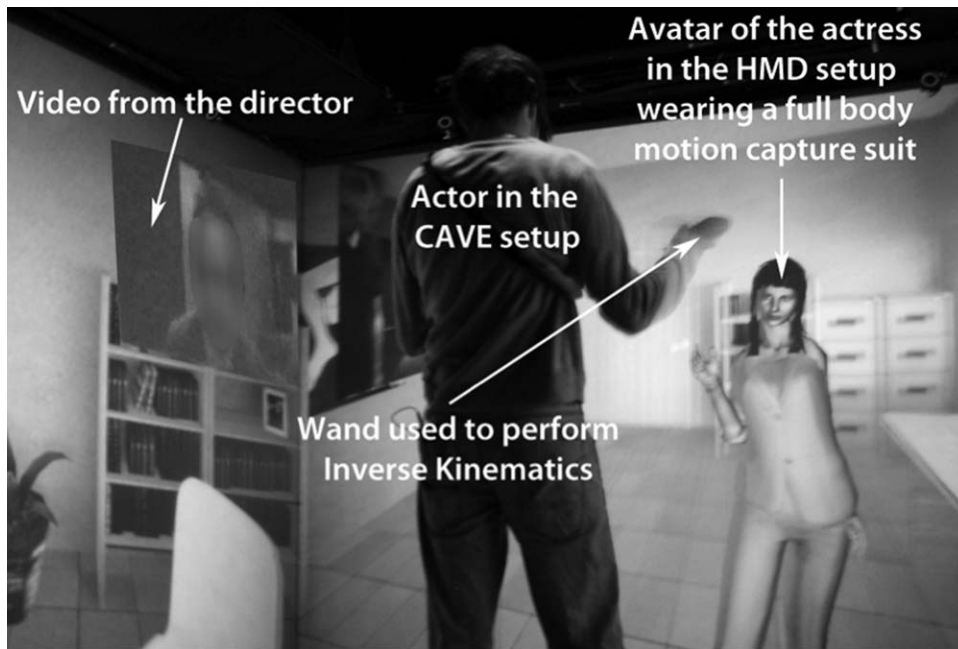 Video from the director
Avatar of the actress
in the HMD setup
wearing a full body
motion capture suit
Actor in the
CAVE setup
Wand used to perform
Inverse Kinematics